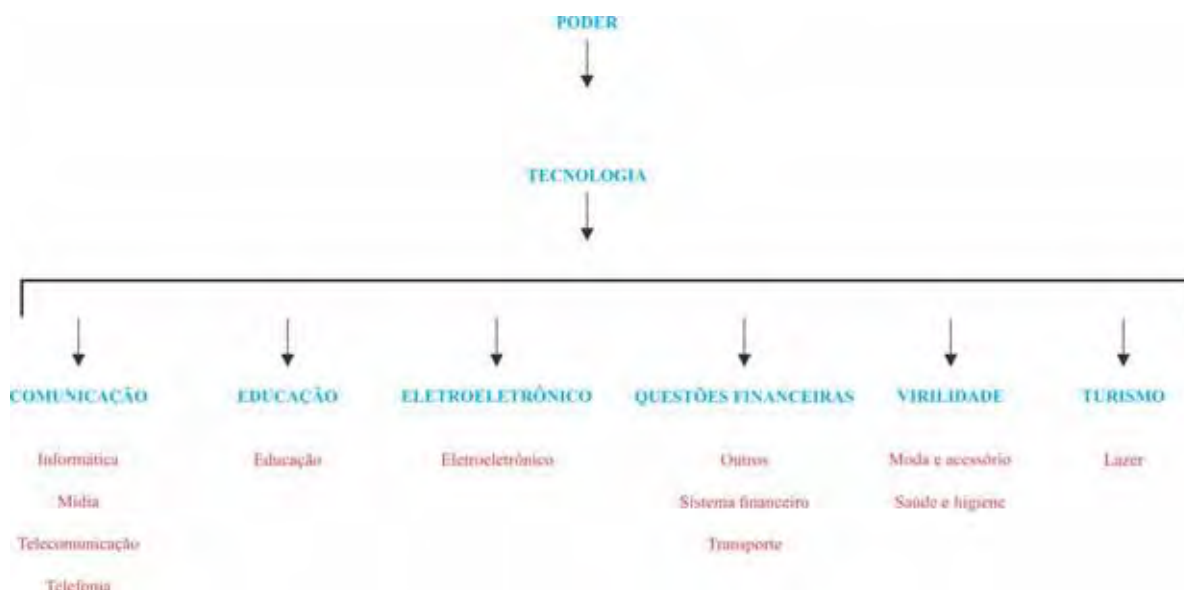 PODER
TECNOLOGIA
COMUNICAÇÃO EDUCAÇÃO ELETROELETRÔNICO QUESTÕES FINANCEIRAS VIRILIDADE TURISMO
Informática Educação Eletroeletrônico Outros Moda e acessório Lazer
Mídia Sistema financeiro Saúde e higiene
Telecomunicação Transporte
Telefonia